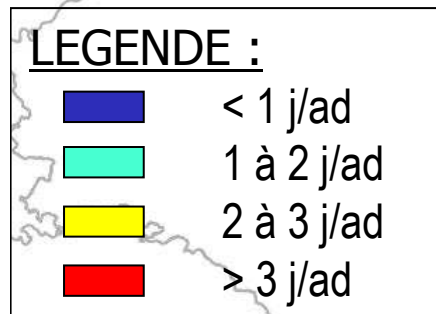 LEGENDE :
< 1 j/ad
1 à 2 j/ad
2 à 3 j/ad
> 3 j/ad